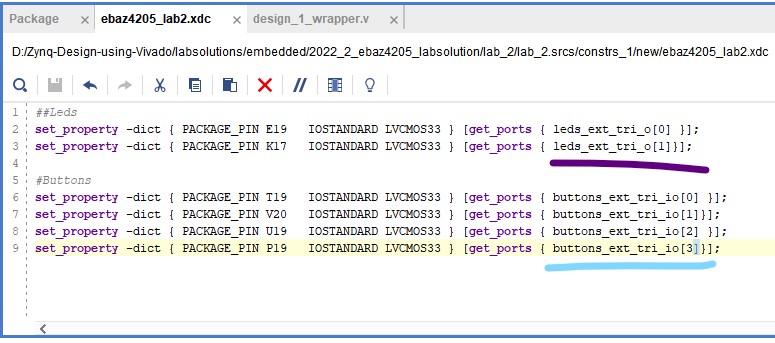 Package × ebaz4205_lab2.xdc × design_1_wrapper.v ×
D:/Zynq-Design-using-Vivado/labsolutions/embedded/2022_2_ebaz4205_labsolution/lab_2/lab_2.srcs/constrs_1/new/ebaz4205_lab2.xdc
1 ##Leds
2 set_property -dict { PACKAGE_PIN E19 IOSTANDARD LVCMOS33 } [get_ports { leds_ext_tri_o[0] }];
3 set_property -dict { PACKAGE_PIN K17 IOSTANDARD LVCMOS33 } [get_ports { leds_ext_tri_o[1]}];
4
5 #Buttons
6 set_property -dict { PACKAGE_PIN T19 IOSTANDARD LVCMOS33 } [get_ports { buttons_ext_tri_io[0] }];
7 set_property -dict { PACKAGE_PIN V20 IOSTANDARD LVCMOS33 } [get_ports { buttons_ext_tri_io[1]}];
8 set_property -dict { PACKAGE_PIN U19 IOSTANDARD LVCMOS33 } [get_ports { buttons_ext_tri_io[2] }];
9 set_property -dict { PACKAGE_PIN P19 IOSTANDARD LVCMOS33 } [get_ports { buttons_ext_tri_io[3]}];